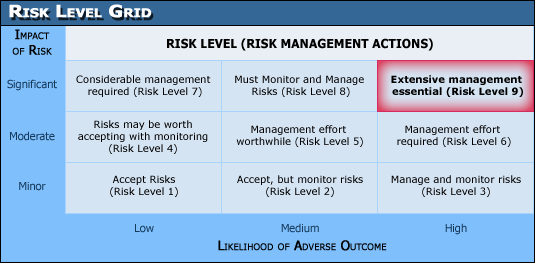 Risk Level Grid
Impact
of Risk
RISK LEVEL (RISK MANAGEMENT ACTIONS)
Significant
Considerable management
required (Risk Level 7)
Must Monitor and Manage
Risks (Risk Level 8)
Extensive management
essential (Risk Level 9)
Moderate
Risks may be worth
accepting with monitoring
(Risk Level 4)
Management effort
worthwhile (Risk Level 5)
Management effort
required (Risk Level 6)
Minor
Accept Risks
(Risk Level 1)
Accept, but monitor risks
(Risk Level 2)
Manage and monitor risks
(Risk Level 3)
Low
Medium
High
Likelihood of Adverse Outcome